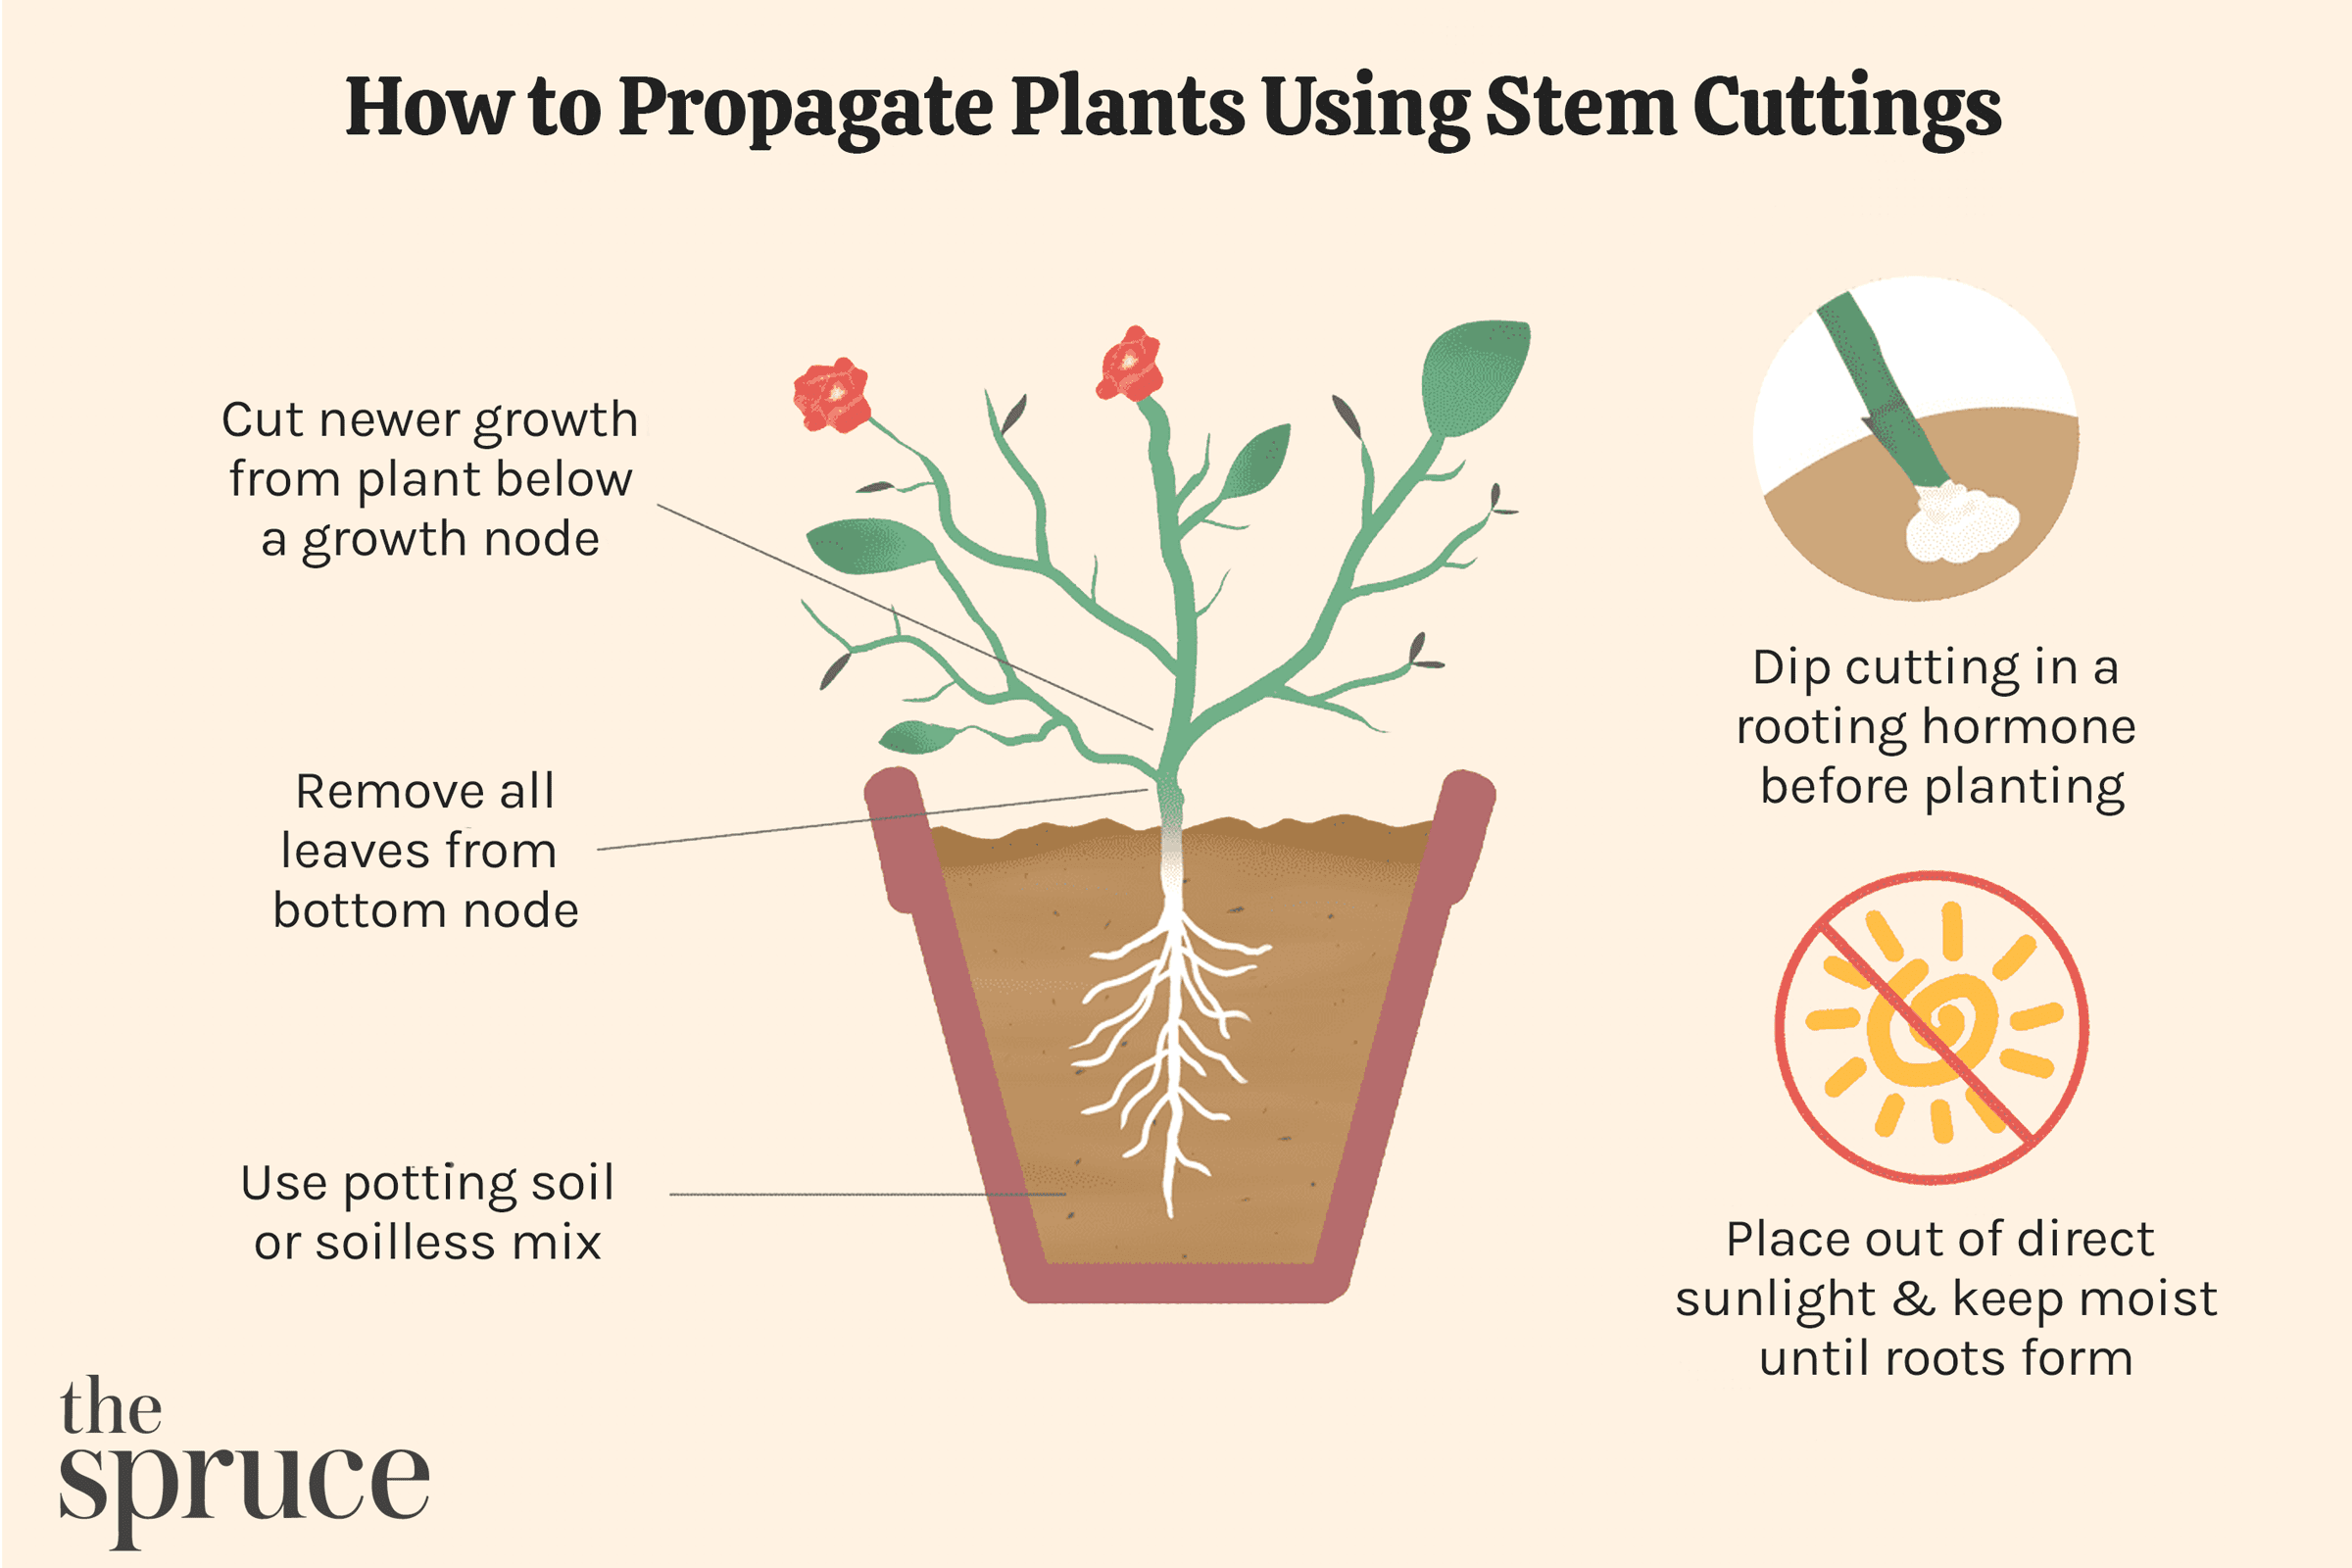 How to Propagate Plants Using Stem Cuttings
Cut newer growth
from plant below
a growth node
Remove all
leaves from
bottom node
Use potting soil
or soilless mix
Dip cutting in a
rooting hormone
before planting
Place out of direct
sunlight & keep moist
until roots form
the
spruce